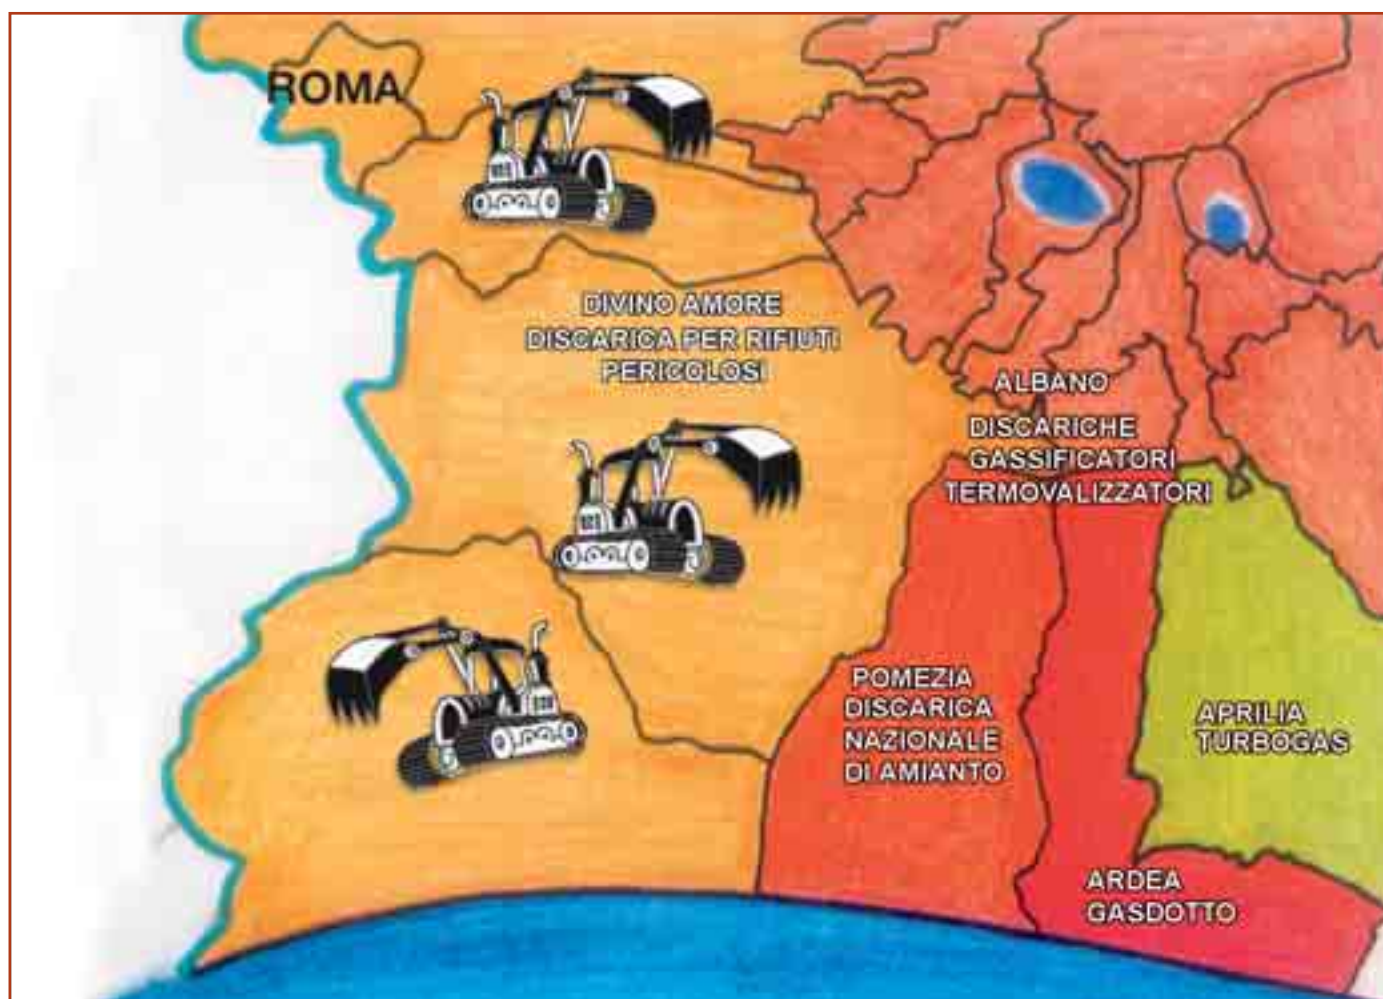 ROMA
DIVINO AMORE
DISCARICA PER RIFIUTI
PERICOLOSI
ALBANO
DISCARICHE
GASSIFICATORI
TERMOVALIZZATORI
POMEZIA
DISCARICA
NAZIONALE
DI AMIANTO
APRILIA
TURBOGAS
ARDEA
GASDOTTO